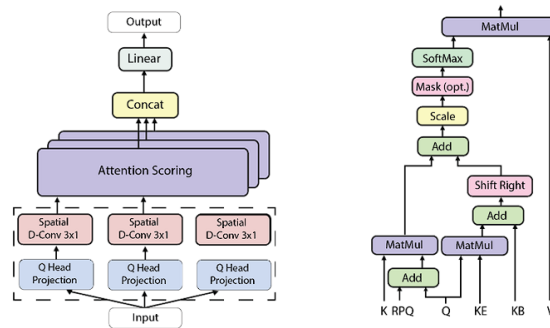 Output
Linear
Concat
Attention Scoring
Spatial
D-Conv 3x1
Spatial
D-Conv 3x1
Spatial
D-Conv 3x1
Q Head
Projection
Q Head
Projection
Q Head
Projection
Input
MatMul
SoftMax
Mask (opt.)
Scale
Add
Shift Right
Add
MatMul
MatMul
Add
K RPQ Q KE KB V